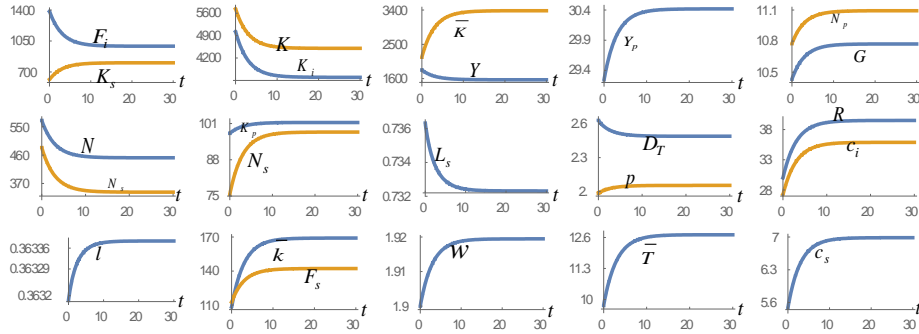 1400 F_i 1050 700 K_s 0 10 20 30 t
5600 4900 4200 K K_i 0 10 20 30 t
3400 2100 1600 κ̄ Y 0 10 20 30 t
30.4 29.9 29.4 Y_p 0 10 20 30 t
11.1 10.8 10.5 N_p G 0 10 20 30 t
550 460 370 N N_s 0 10 20 30 t
101 88 75 K_p N_s 0 10 20 30 t
0.736 0.734 0.732 L_s 0 10 20 30 t
2.6 2.3 2 D_T p 0 10 20 30 t
38 33 28 R c_i 0 10 20 30 t
0.36336 0.36329 0.3632 l 0 10 20 30 t
170 140 110 k̄ F_s 0 10 20 30 t
1.92 1.91 1.9 W 0 10 20 30 t
12.6 11.3 10 T̄ 0 10 20 30 t
7 6.3 5.6 c_s 0 10 20 30 t